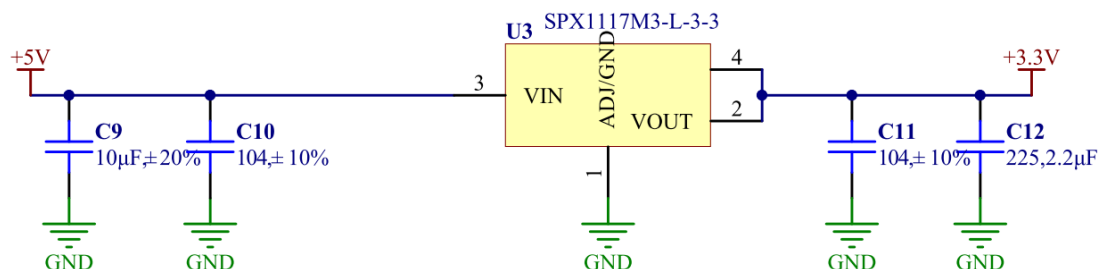 SPX1117M3-L-3-3
U3
+5V
+3.3V
3
VIN
ADJ/GND
4
VOUT
2
1
C9
10µF,±20%
C10
104,±10%
C11
104,±10%
C12
225,2.2µF
GND
GND
GND
GND
GND